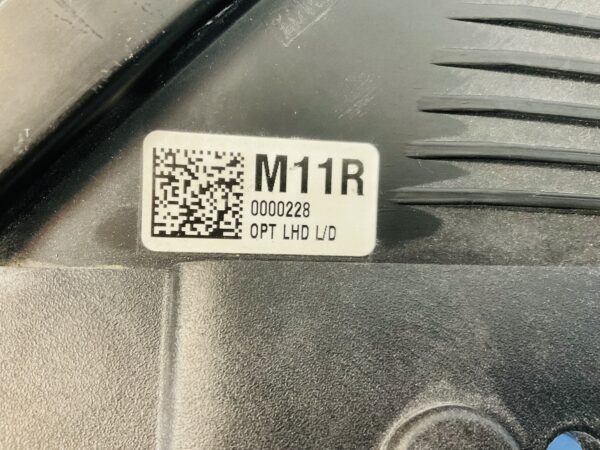 M11R
0000228
OPT LHD L/D